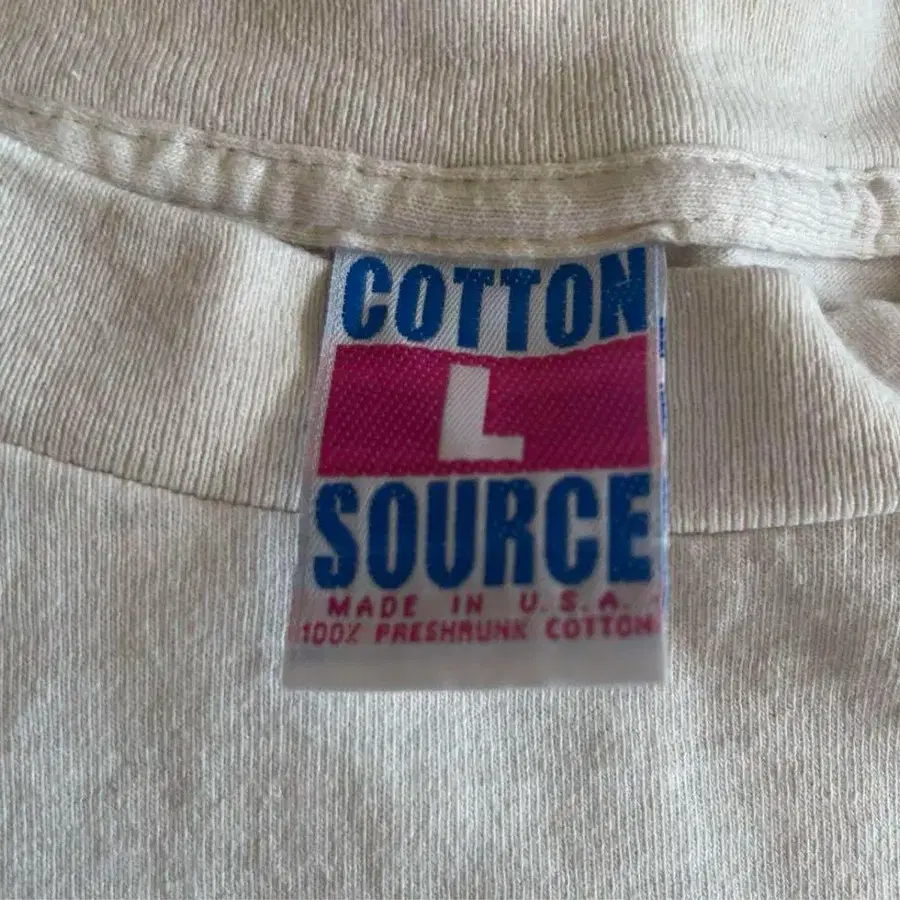 COTTON
L
SOURCE
MADE IN U.S.A.
100% PRESHRUNK COTTON